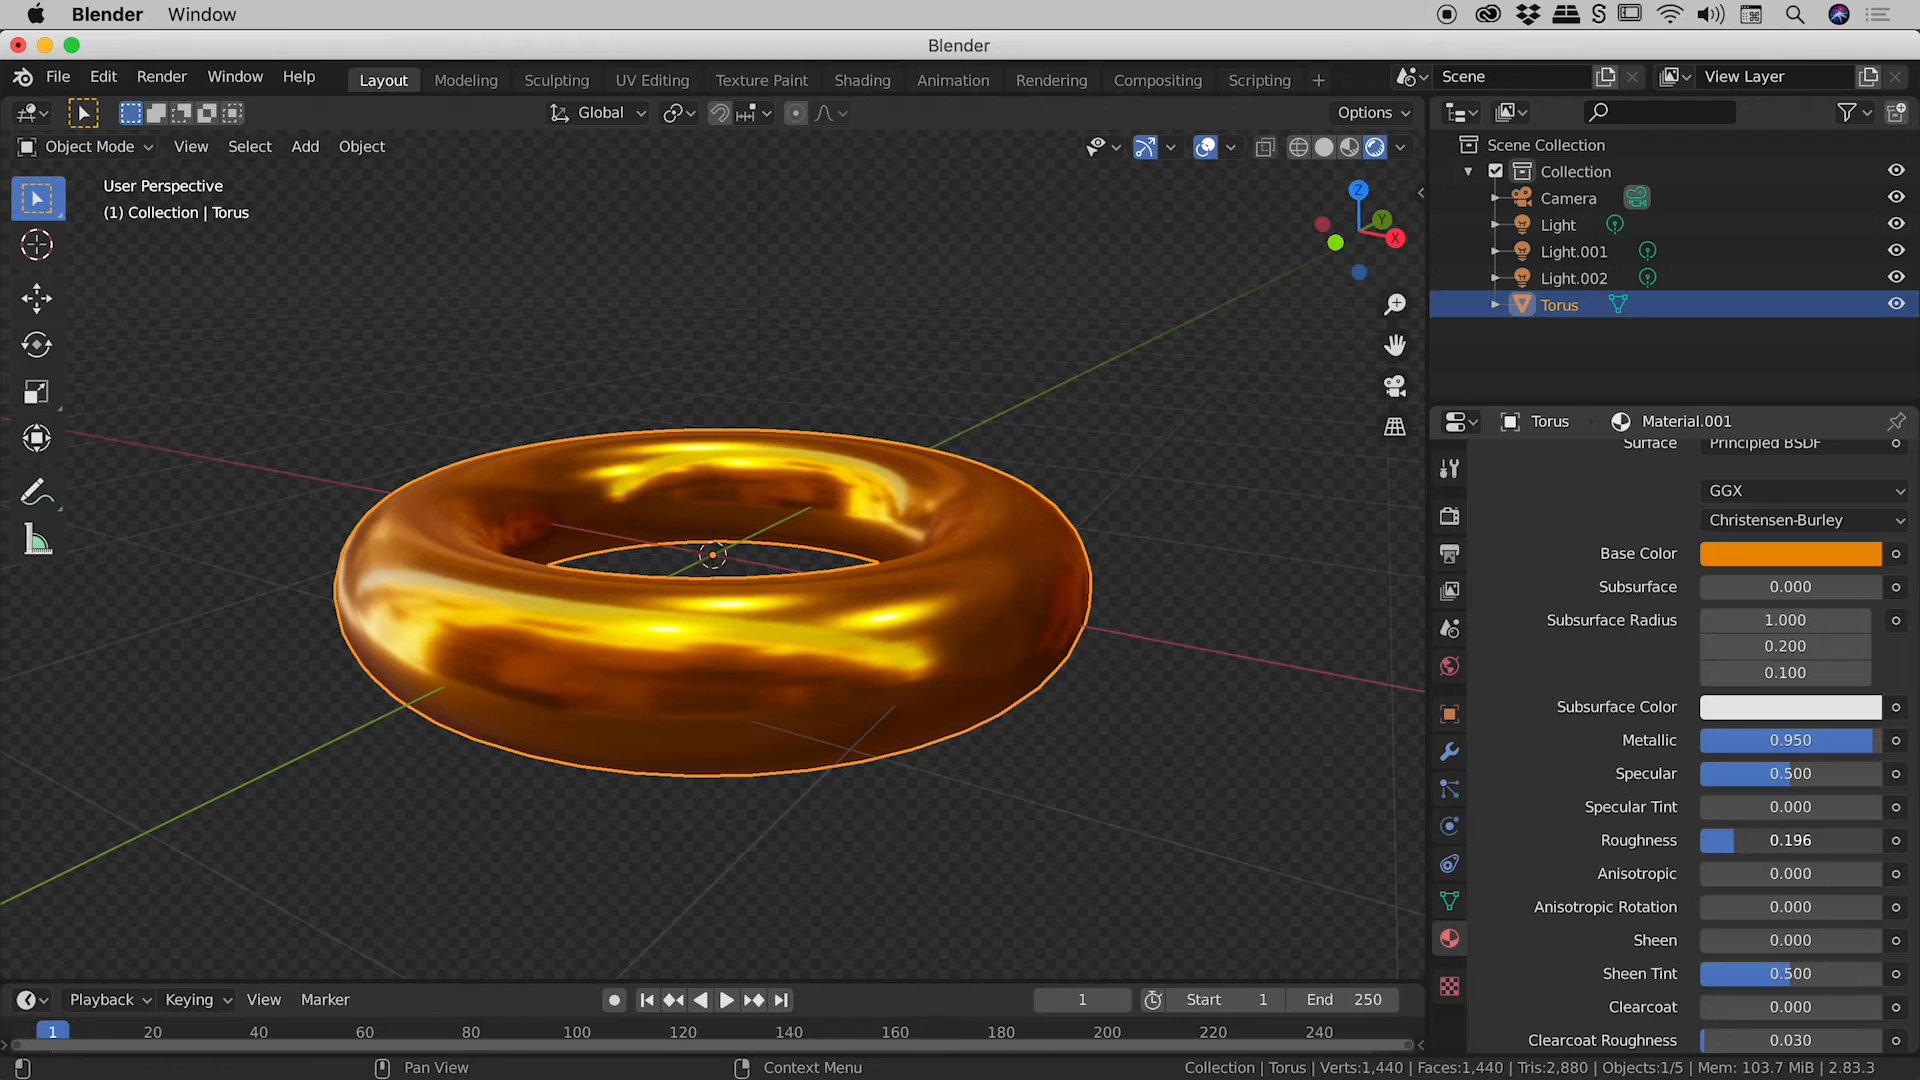 Blender Window
Blender
File Edit Render Window Help Layout Modeling Sculpting UV Editing Texture Paint Shading Animation Rendering Compositing Scripting + Scene View Layer
Global Options
Object Mode View Select Add Object
User Perspective
(1) Collection | Torus
Z
Y
X
Scene Collection
Collection
Camera
Light
Light.001
Light.002
Torus
Torus Material.001
Surface Principled BSDF
GGX
Christensen-Burley
Base Color
Subsurface 0.000
Subsurface Radius 1.000
0.200
0.100
Subsurface Color
Metallic 0.950
Specular 0.500
Specular Tint 0.000
Roughness 0.196
Anisotropic 0.000
Anisotropic Rotation 0.000
Sheen 0.000
Sheen Tint 0.500
Clearcoat 0.000
Clearcoat Roughness 0.030
Playback Keying View Marker 1 Start 1 End 250
1 20 40 60 80 100 120 140 160 180 200 220 240
Pan View Context Menu Collection | Torus | Verts:1,440 | Faces:1,440 | Tris:2,880 | Objects:1/5 | Mem: 103.7 MiB | 2.83.3